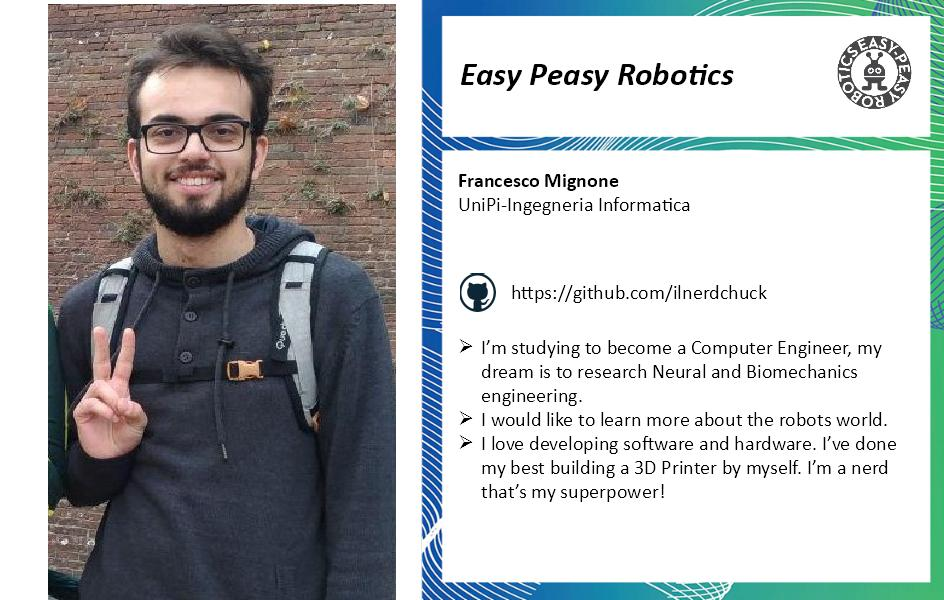 Easy Peasy Robotics
EASY-PEASY ROBOTICS
Francesco Mignone
UniPi-Ingegneria Informatica
https://github.com/ilnerdchuck
➢ I’m studying to become a Computer Engineer, my
dream is to research Neural and Biomechanics
engineering.
➢ I would like to learn more about the robots world.
➢ I love developing software and hardware. I’ve done
my best building a 3D Printer by myself. I’m a nerd
that’s my superpower!